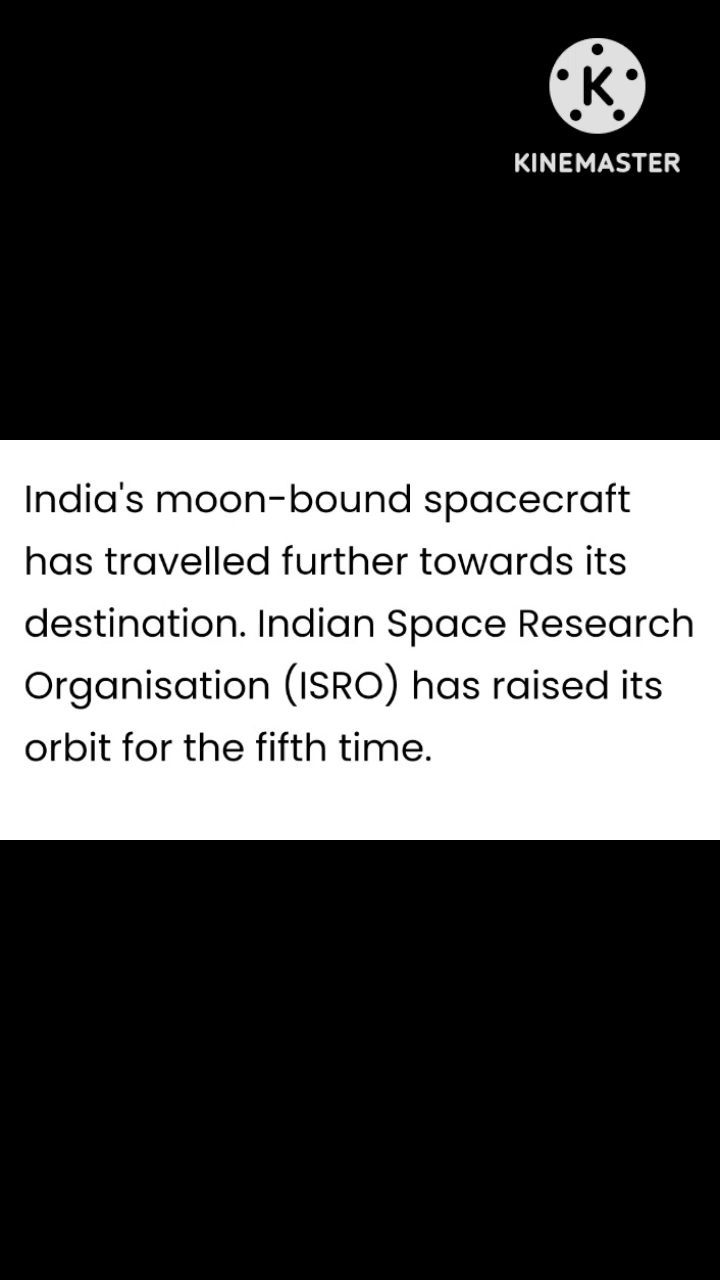 K
KINEMASTER
India's moon-bound spacecraft
has travelled further towards its
destination. Indian Space Research
Organisation (ISRO) has raised its
orbit for the fifth time.